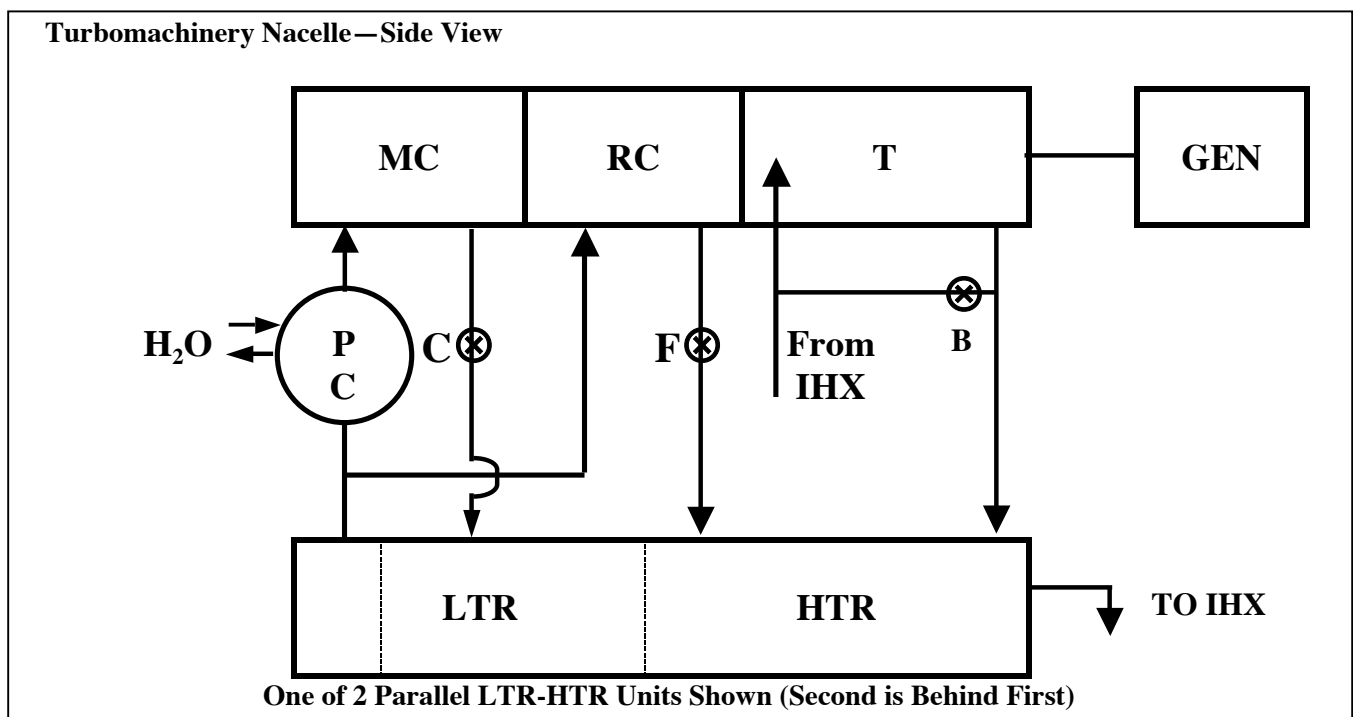 Turbomachinery Nacelle—Side View
MC
RC
T
GEN
H₂O
P
C
C
F
From
IHX
B
LTR
HTR
TO IHX
One of 2 Parallel LTR-HTR Units Shown (Second is Behind First)